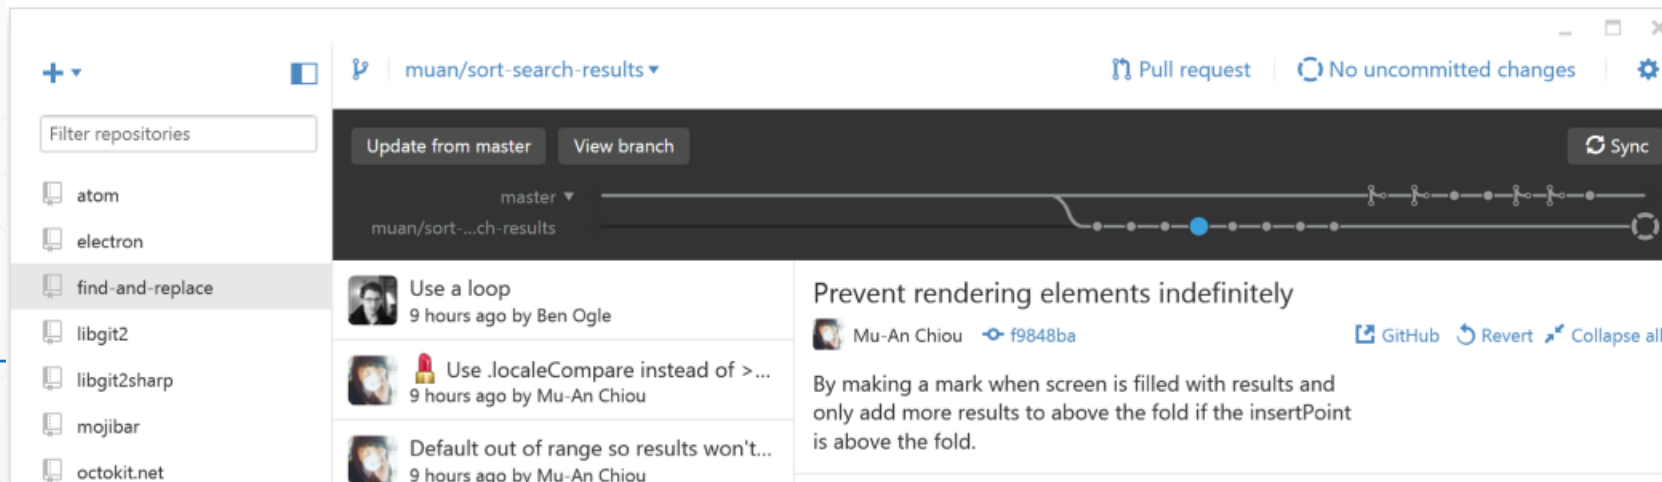 muan/sort-search-results
Pull request
No uncommitted changes
Filter repositories
atom
electron
find-and-replace
libgit2
libgit2sharp
mojibar
octokit.net
Update from master
View branch
Sync
master
muan/sort-...ch-results
Use a loop
9 hours ago by Ben Ogle
Use .localeCompare instead of >...
9 hours ago by Mu-An Chiou
Default out of range so results won't...
9 hours ago by Mu-An Chiou
Prevent rendering elements indefinitely
Mu-An Chiou
f9848ba
GitHub
Revert
Collapse all
By making a mark when screen is filled with results and
only add more results to above the fold if the insertPoint
is above the fold.